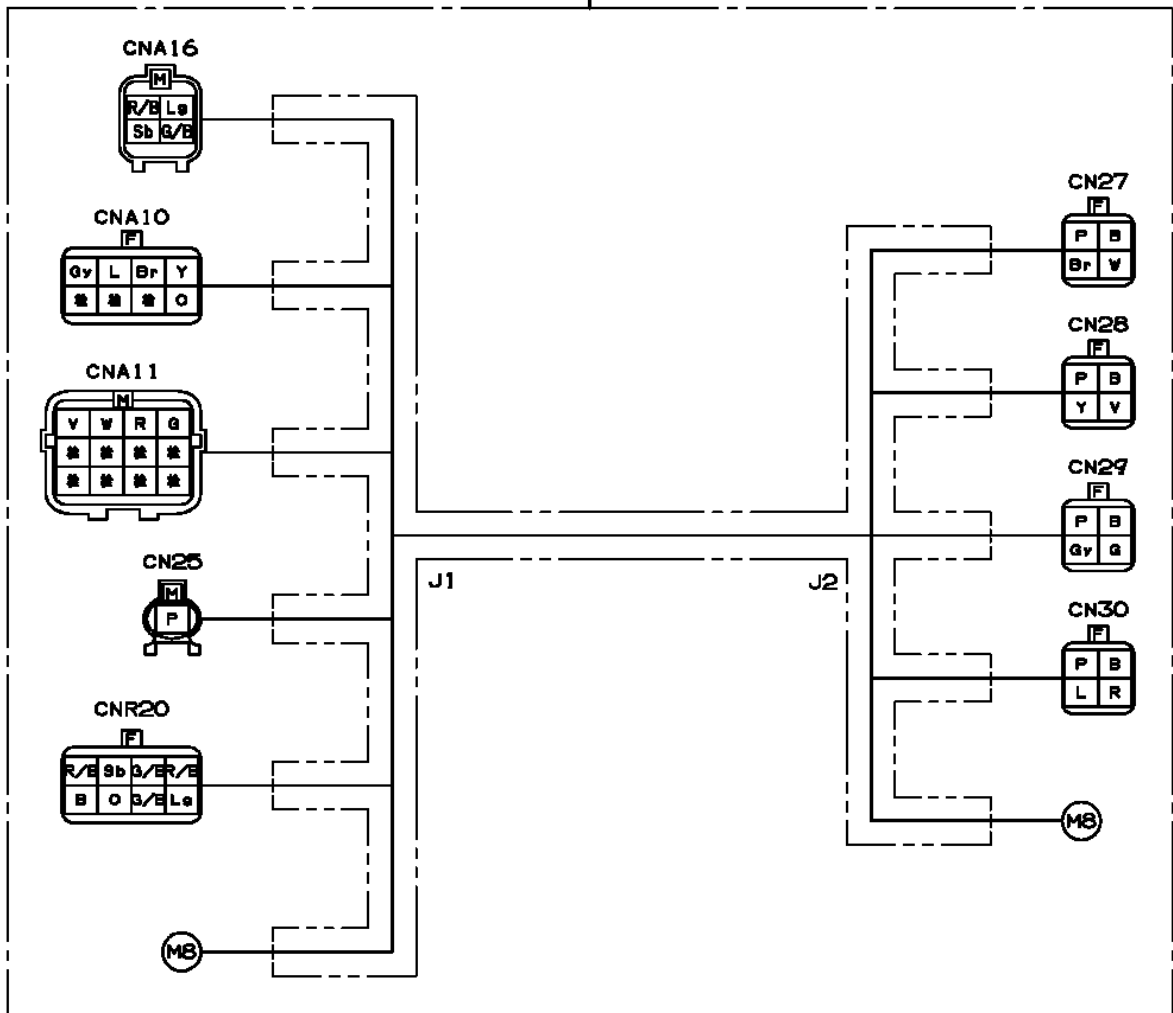 CNA16
M
R/B Lg
Sb G/B
CNA10
F
Gy L Br Y
# # # O
CNA11
M
V W R G
# # # #
# # # #
CN25
M
P
CNR20
F
R/B Sb G/B R/B
B O G/B Lg
M8
J1
J2
CN27
F
P B
Br W
CN28
F
P B
Y V
CN29
F
P B
Gy G
CN30
F
P B
L R
M8